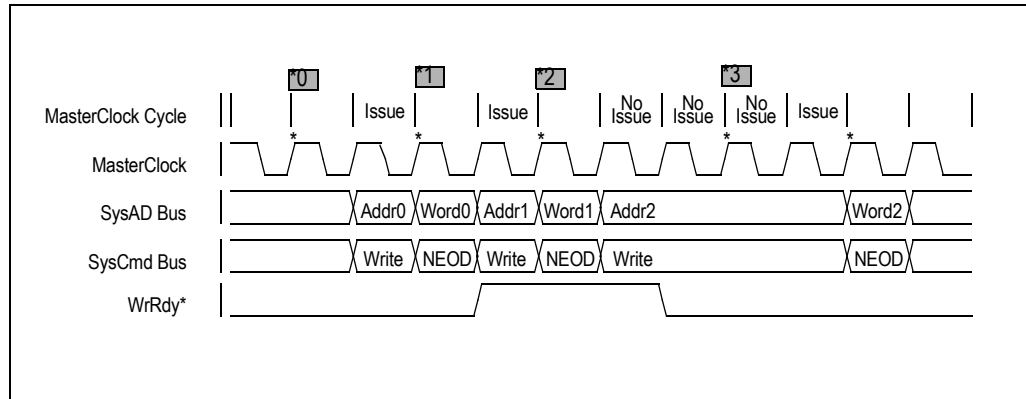 *0 *1 *2 *3
MasterClock Cycle Issue Issue No Issue No Issue No Issue Issue
* * * * *
MasterClock
SysAD Bus Addr0 Word0 Addr1 Word1 Addr2 Word2
SysCmd Bus Write NEOD Write NEOD Write NEOD
WrRdy*